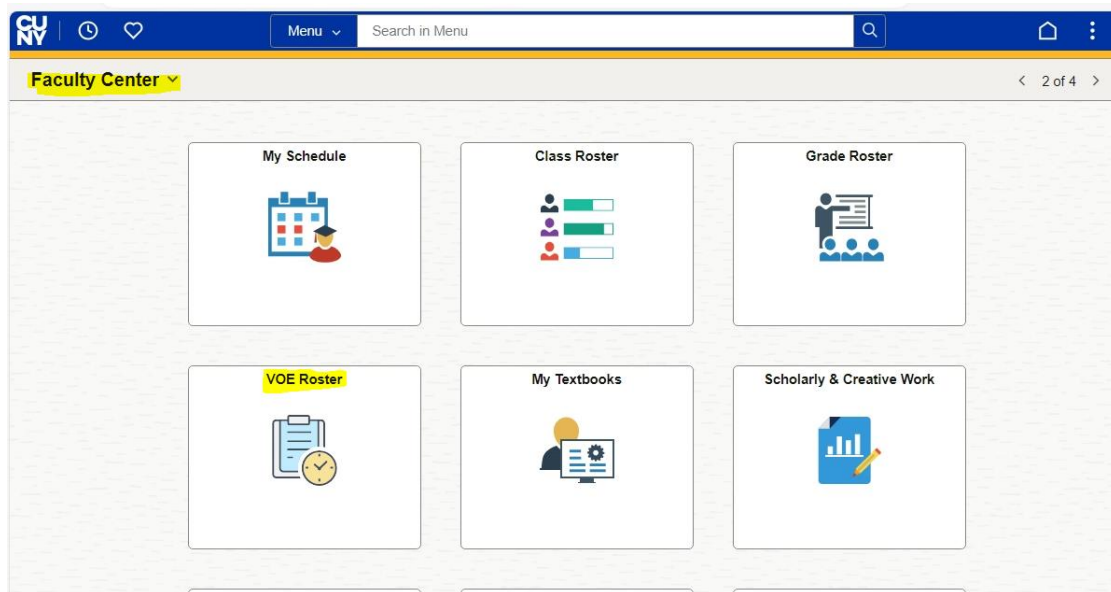 CU
NY
Menu
Search in Menu
Faculty Center
2 of 4
My Schedule
Class Roster
Grade Roster
VOE Roster
My Textbooks
Scholarly & Creative Work